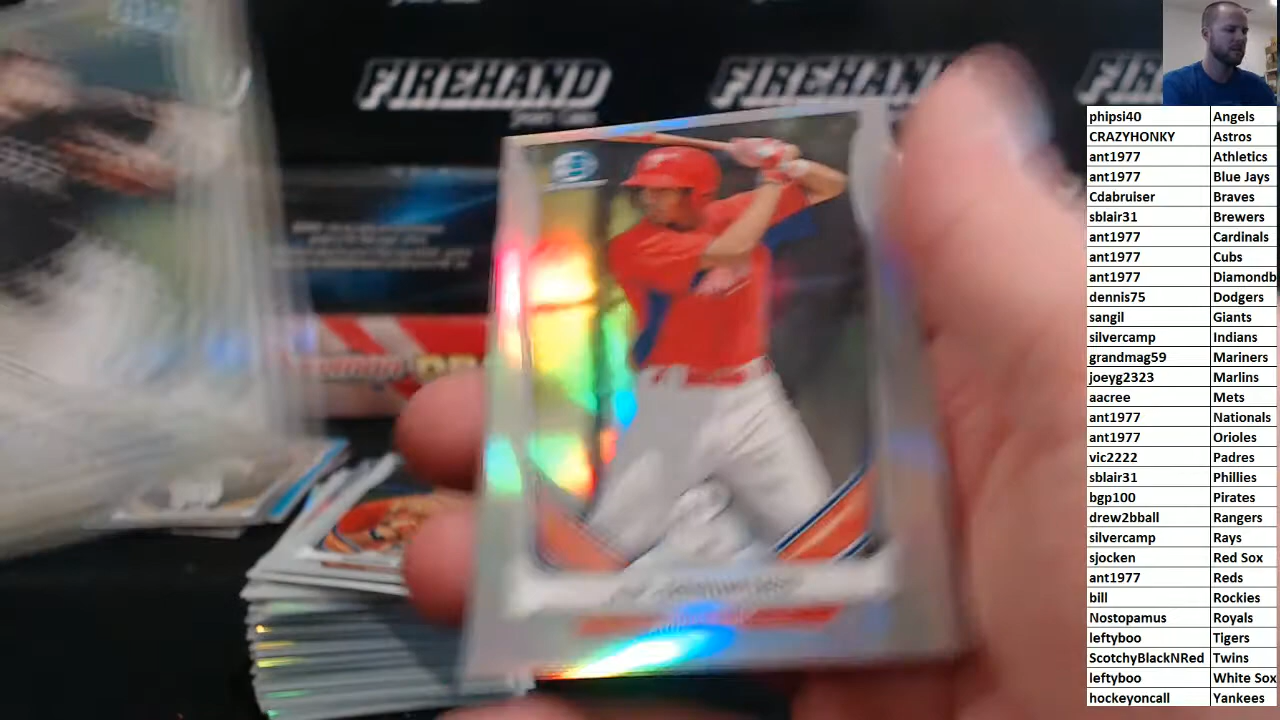 FIREHAND FIREHAND
phipsi40 Angels
CRAZYHONKY Astros
ant1977 Athletics
ant1977 Blue Jays
Cdabruiser Braves
sblair31 Brewers
ant1977 Cardinals
ant1977 Cubs
ant1977 Diamondb
dennis75 Dodgers
sangil Giants
silvercamp Indians
grandmag59 Mariners
joeyg2323 Marlins
aacree Mets
ant1977 Nationals
ant1977 Orioles
vic2222 Padres
sblair31 Phillies
bgp100 Pirates
drew2bball Rangers
silvercamp Rays
sjocken Red Sox
ant1977 Reds
bill Rockies
Nostopamus Royals
leftyboo Tigers
ScotchyBlackNRed Twins
leftyboo White Sox
hockeyoncall Yankees